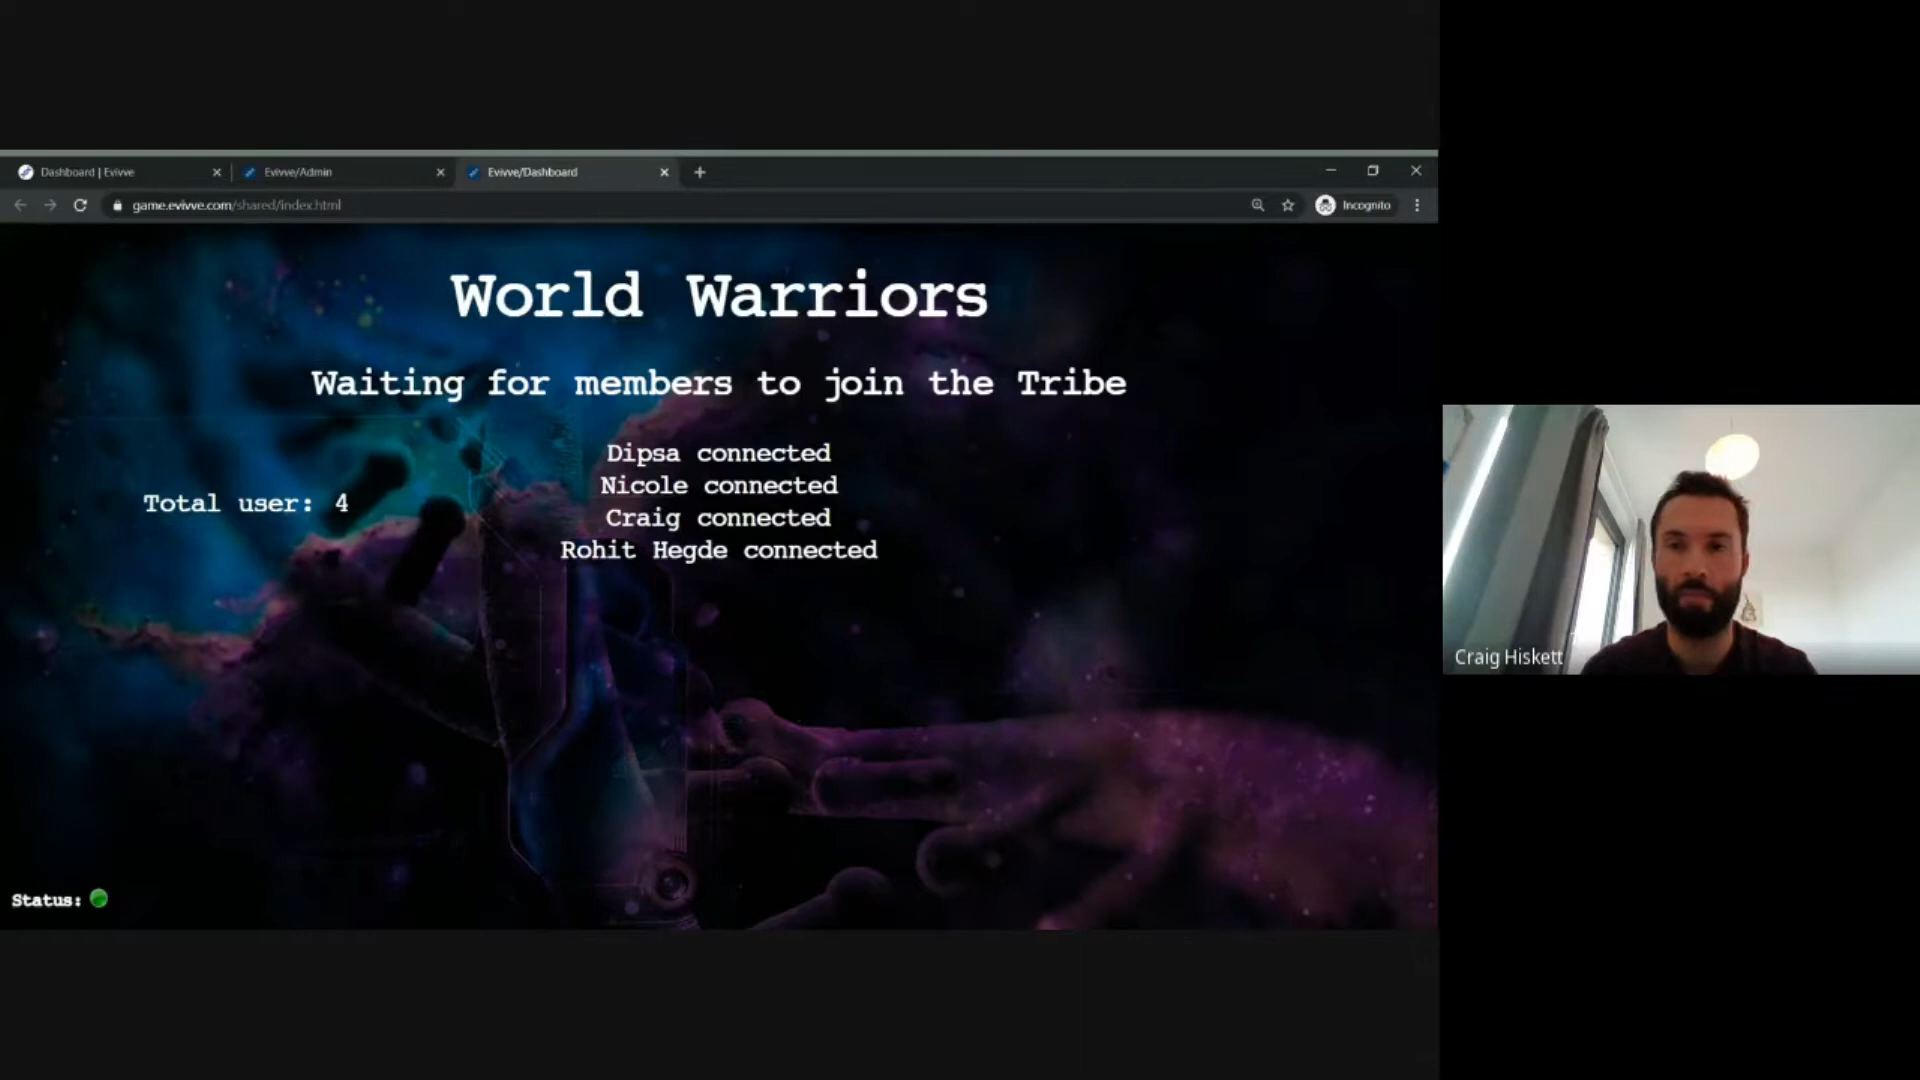 Dashboard | Evivve
Evivve/Admin
Evivve/Dashboard
game.evivve.com/shared/index.html
Incognito
World Warriors
Waiting for members to join the Tribe
Dipsa connected
Nicole connected
Total user: 4
Craig connected
Rohit Hegde connected
Craig Hiskett
Status: